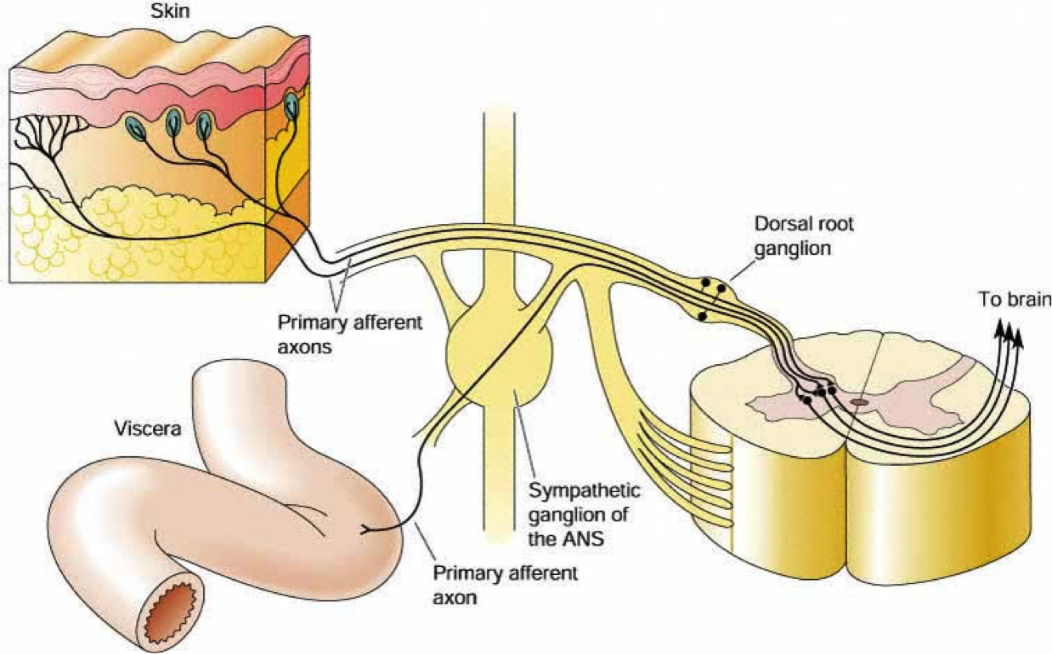 Skin
Dorsal root
ganglion
To brain
Primary afferent
axons
Viscera
Sympathetic
ganglion of
the ANS
Primary afferent
axon